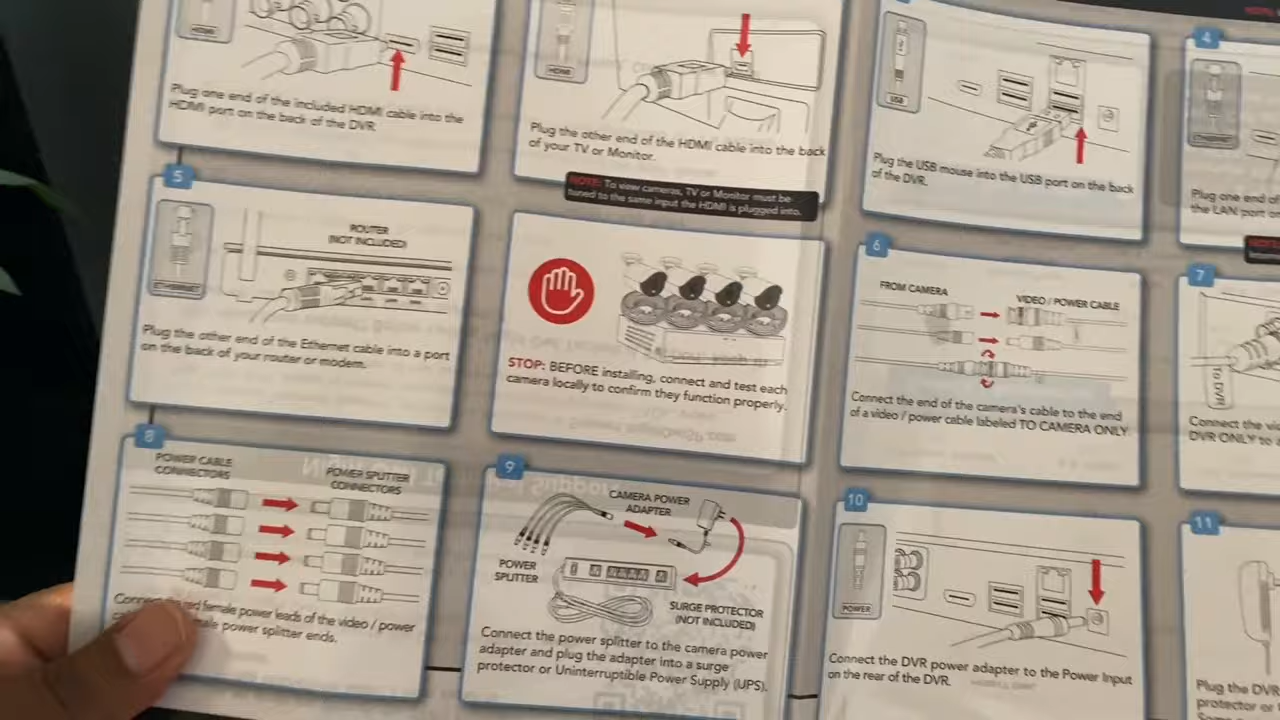 HDMI
Plug one end of the included HDMI cable into the
HDMI port on the back of the DVR.
HDMI
Plug the other end of the HDMI cable into the back
of your TV or Monitor.
NOTE: To view cameras, TV or Monitor must be
tuned to the same input the HDMI is plugged into.
USB
Plug the USB mouse into the USB port on the back
of the DVR.
4
ETHERNET
Plug one end of
the LAN port o
5
ETHERNET
ROUTER
(NOT INCLUDED)
Plug the other end of the Ethernet cable into a port
on the back of your router or modem.
STOP: BEFORE installing, connect and test each
camera locally to confirm they function properly.
6
FROM CAMERA
VIDEO / POWER CABLE
Connect the end of the camera's cable to the end
of a video / power cable labeled TO CAMERA ONLY.
7
TO DVR
Connect the vi
DVR ONLY to
8
POWER CABLE
CONNECTORS
POWER SPLITTER
CONNECTORS
Connect red female power leads of the video / power
male power splitter ends.
9
CAMERA POWER
ADAPTER
POWER
SPLITTER
SURGE PROTECTOR
(NOT INCLUDED)
Connect the power splitter to the camera power
adapter and plug the adapter into a surge
protector or Uninterruptible Power Supply (UPS).
10
POWER
Connect the DVR power adapter to the Power Input
on the rear of the DVR.
11
Plug the DVR
protector or